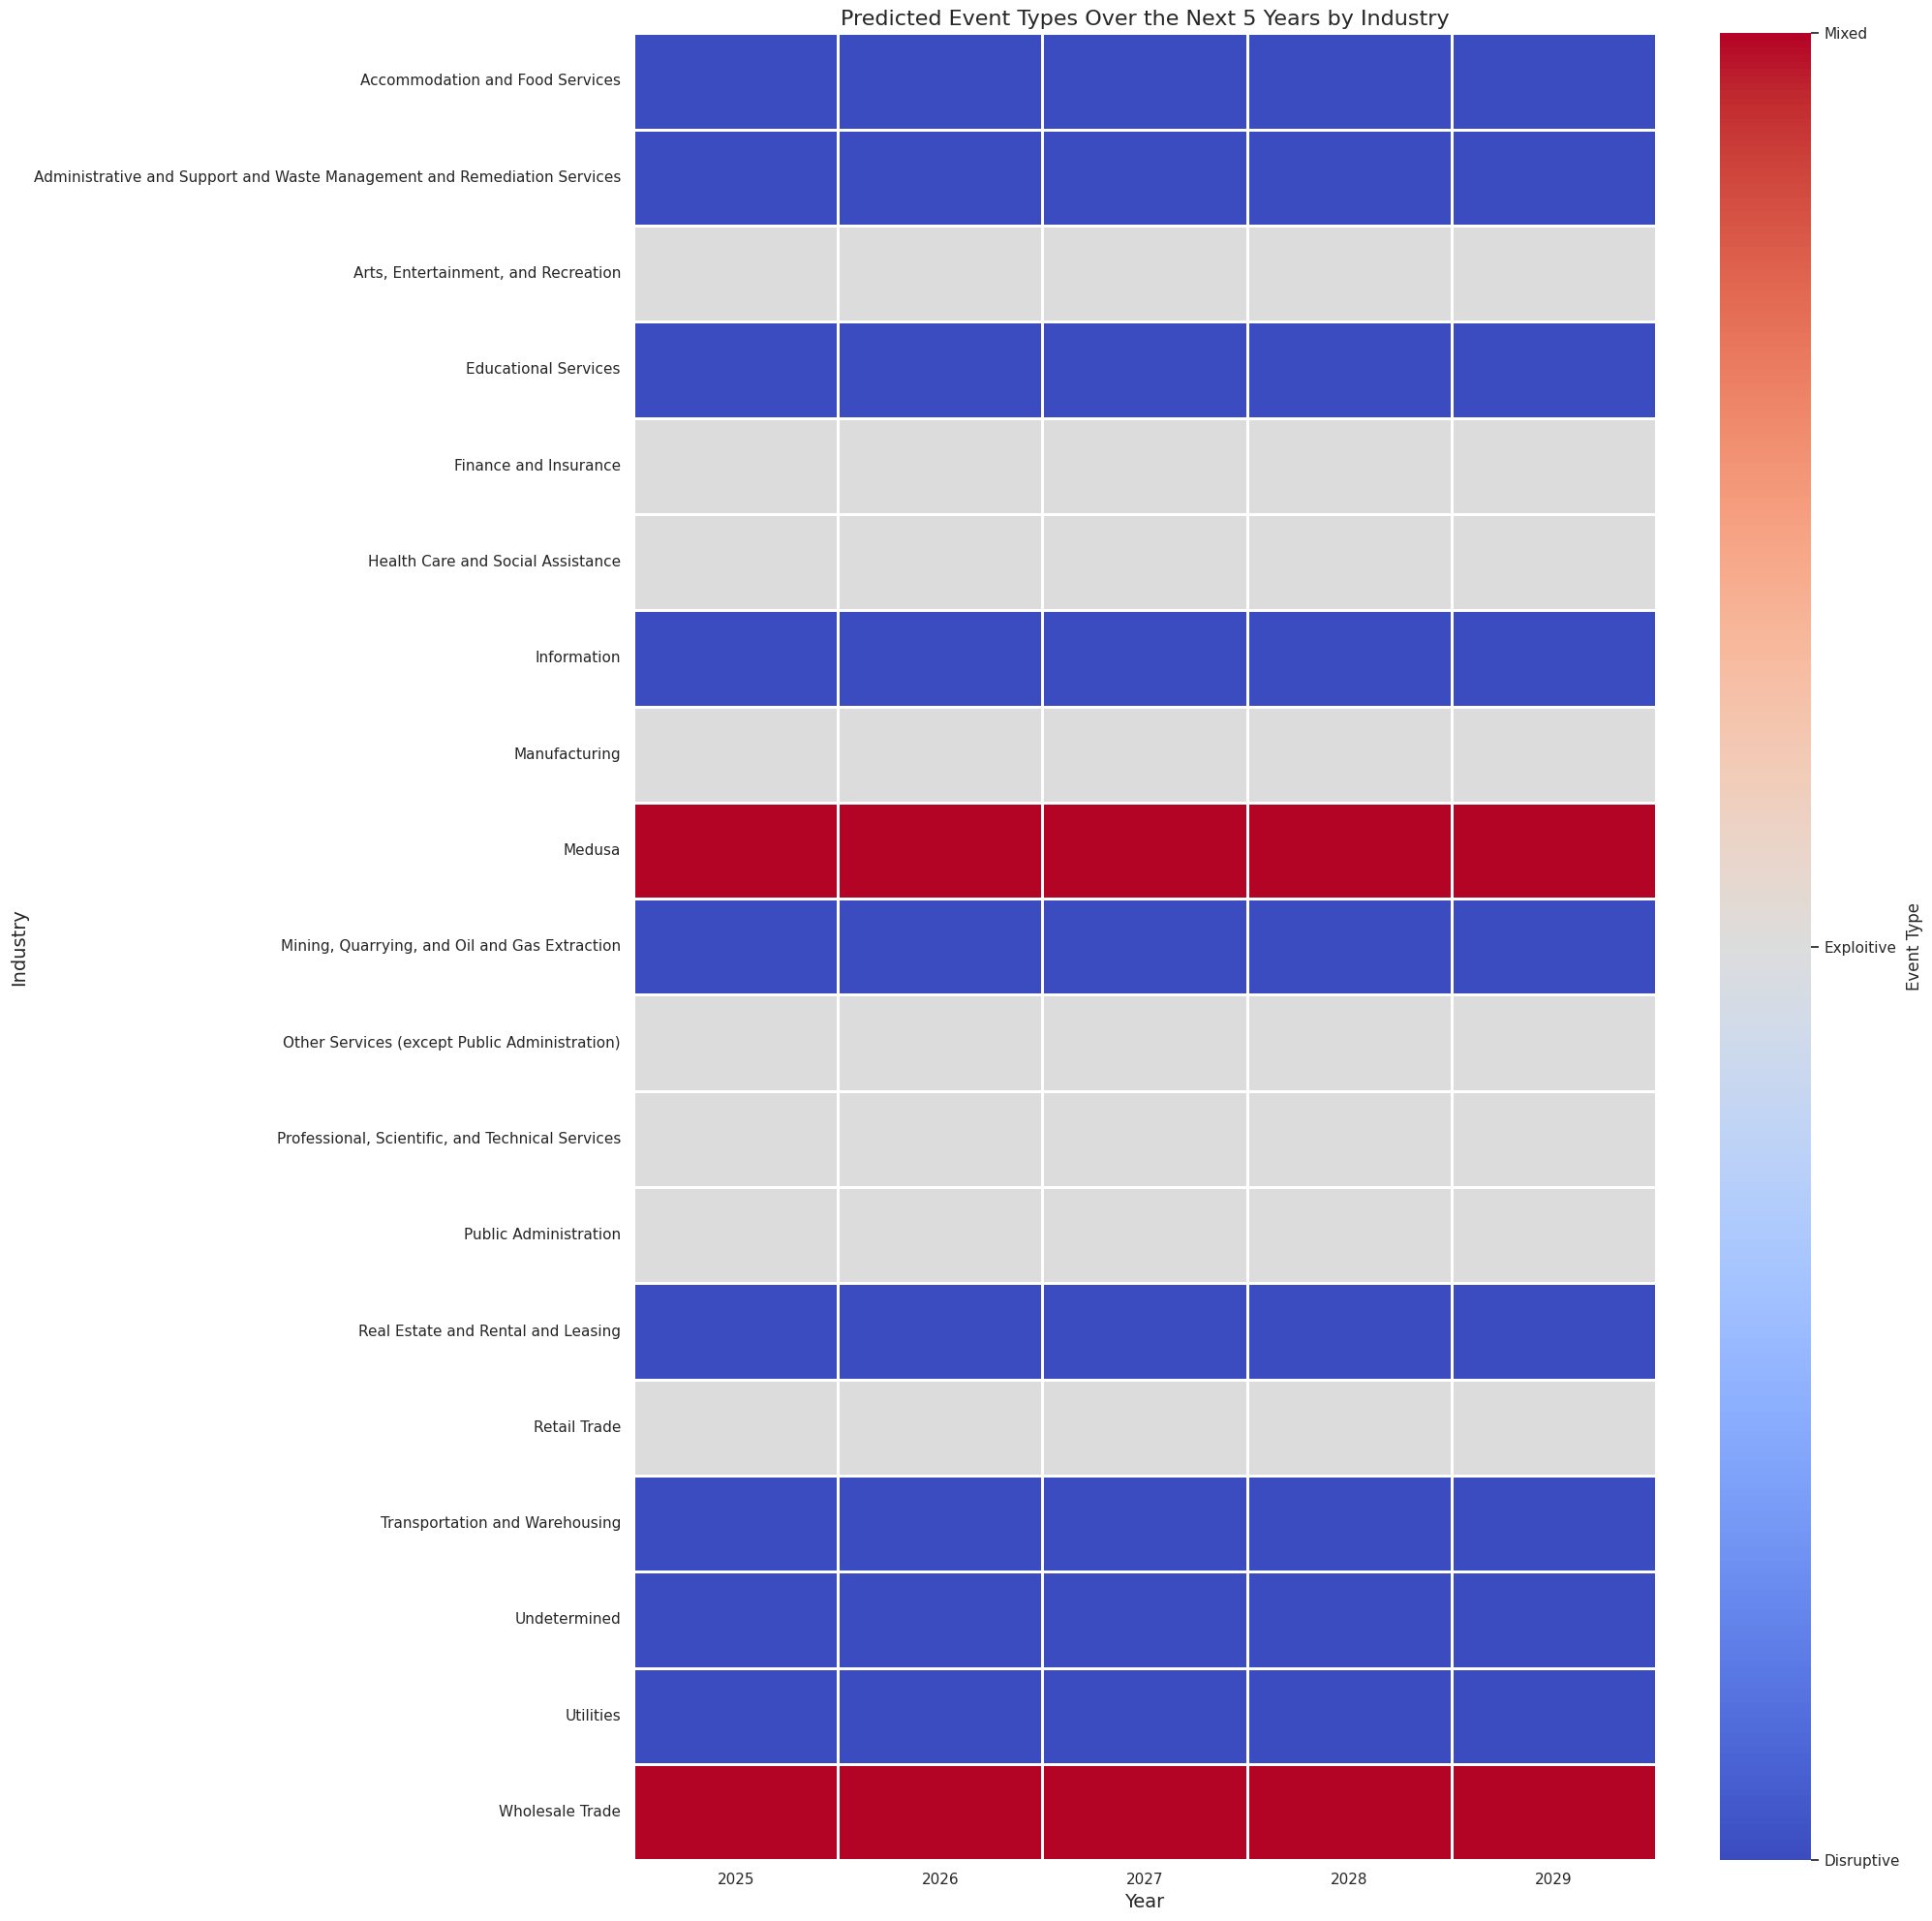 Predicted Event Types Over the Next 5 Years by Industry
Accommodation and Food Services
Administrative and Support and Waste Management and Remediation Services
Arts, Entertainment, and Recreation
Educational Services
Finance and Insurance
Health Care and Social Assistance
Information
Manufacturing
Medusa
Mining, Quarrying, and Oil and Gas Extraction
Other Services (except Public Administration)
Professional, Scientific, and Technical Services
Public Administration
Real Estate and Rental and Leasing
Retail Trade
Transportation and Warehousing
Undetermined
Utilities
Wholesale Trade
Industry
2025 2026 2027 2028 2029
Year
Mixed
Exploitive
Disruptive
Event Type